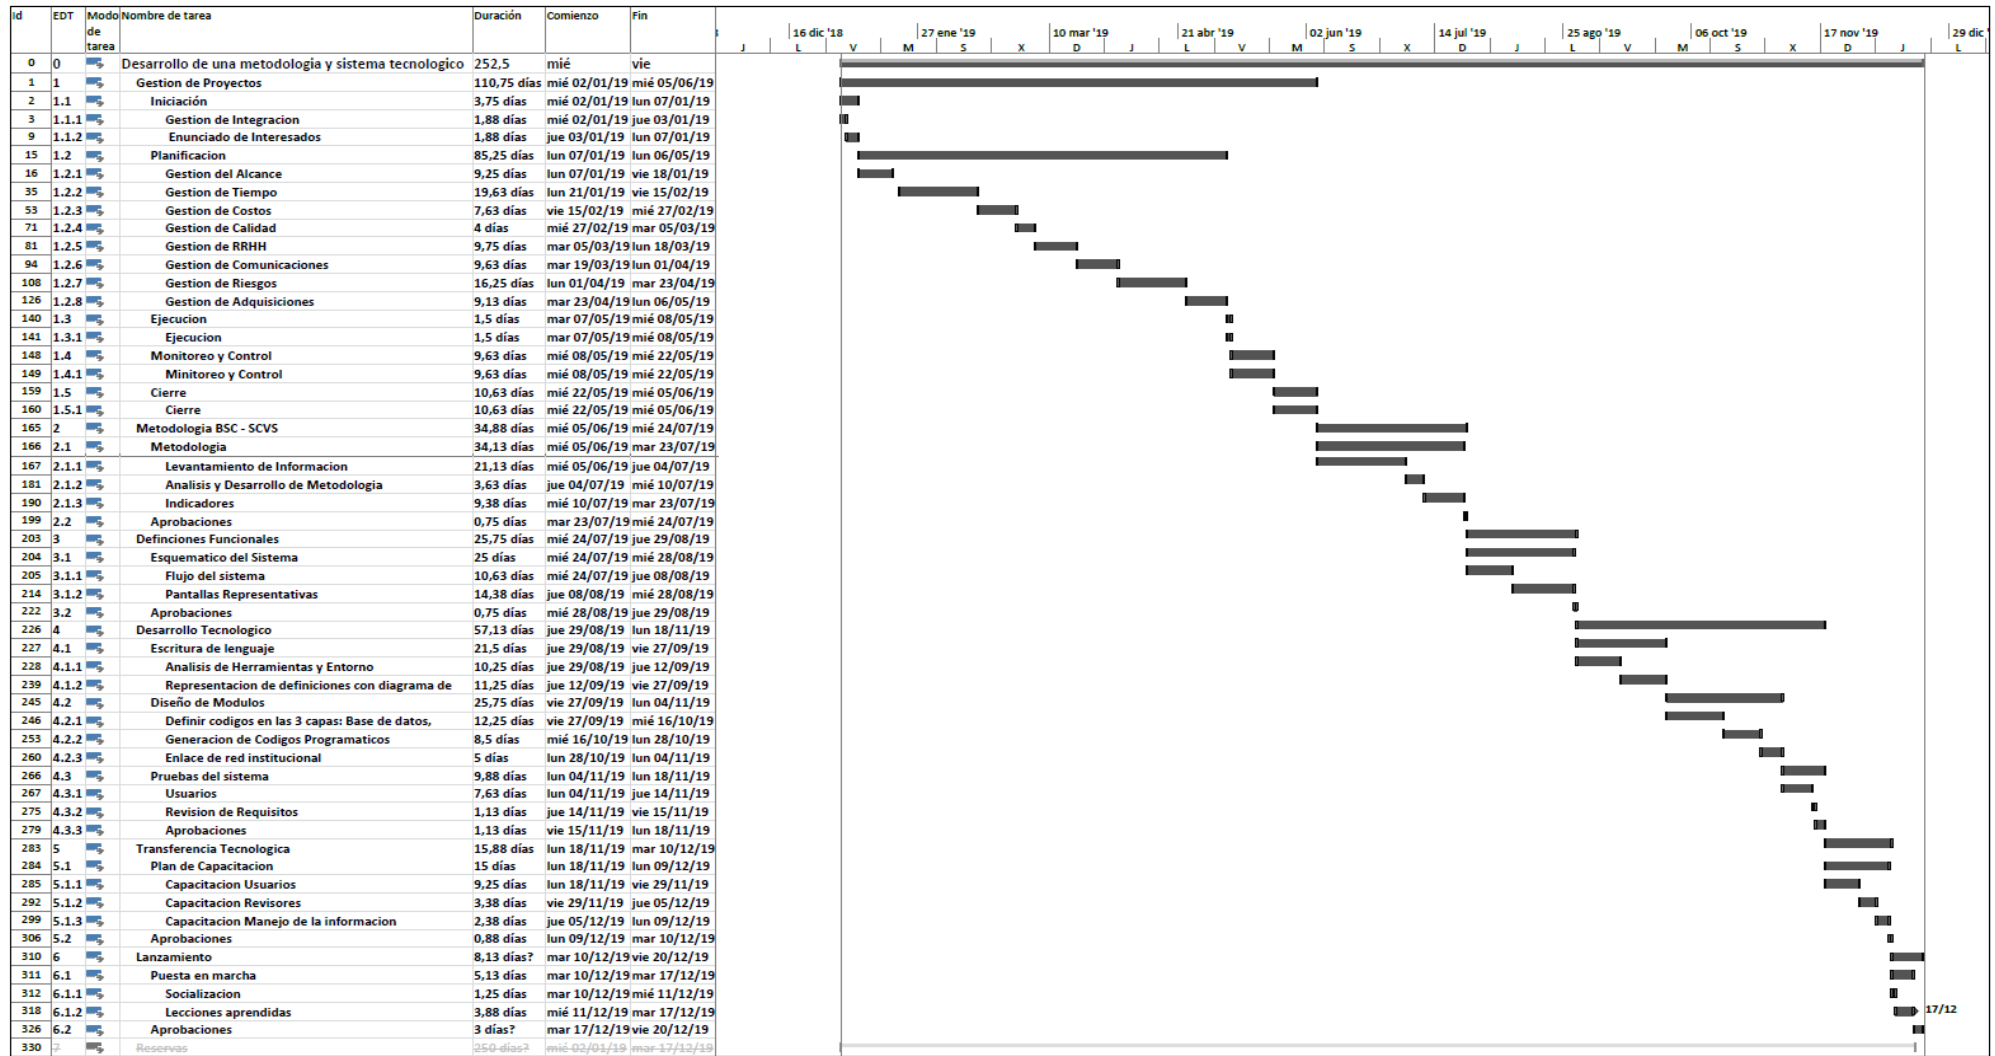 Id EDT Modo de tarea Nombre de tarea Duración Comienzo Fin
16 dic '18 27 ene '19 10 mar '19 21 abr '19 02 jun '19 14 jul '19 25 ago '19 06 oct '19 17 nov '19 29 dic '
J L V M S X D J L V M S X D J L V M S X D J L
0 0 Desarrollo de una metodologia y sistema tecnologico 252,5 mié vie
1 1 Gestion de Proyectos 110,75 días mié 02/01/19 mié 05/06/19
2 1.1 Iniciación 3,75 días mié 02/01/19 lun 07/01/19
3 1.1.1 Gestion de Integracion 1,88 días mié 02/01/19 jue 03/01/19
9 1.1.2 Enunciado de Interesados 1,88 días jue 03/01/19 lun 07/01/19
15 1.2 Planificacion 85,25 días lun 07/01/19 lun 06/05/19
16 1.2.1 Gestion del Alcance 9,25 días lun 07/01/19 vie 18/01/19
35 1.2.2 Gestion de Tiempo 19,63 días lun 21/01/19 vie 15/02/19
53 1.2.3 Gestion de Costos 7,63 días vie 15/02/19 mié 27/02/19
71 1.2.4 Gestion de Calidad 4 días mié 27/02/19 mar 05/03/19
81 1.2.5 Gestion de RRHH 9,75 días mar 05/03/19 lun 18/03/19
94 1.2.6 Gestion de Comunicaciones 9,63 días mar 19/03/19 lun 01/04/19
108 1.2.7 Gestion de Riesgos 16,25 días lun 01/04/19 mar 23/04/19
126 1.2.8 Gestion de Adquisiciones 9,13 días mar 23/04/19 lun 06/05/19
140 1.3 Ejecucion 1,5 días mar 07/05/19 mié 08/05/19
141 1.3.1 Ejecucion 1,5 días mar 07/05/19 mié 08/05/19
148 1.4 Monitoreo y Control 9,63 días mié 08/05/19 mié 22/05/19
149 1.4.1 Minitoreo y Control 9,63 días mié 08/05/19 mié 22/05/19
159 1.5 Cierre 10,63 días mié 22/05/19 mié 05/06/19
160 1.5.1 Cierre 10,63 días mié 22/05/19 mié 05/06/19
165 2 Metodologia BSC - SCVS 34,88 días mié 05/06/19 mié 24/07/19
166 2.1 Metodologia 34,13 días mié 05/06/19 mar 23/07/19
167 2.1.1 Levantamiento de Informacion 21,13 días mié 05/06/19 jue 04/07/19
181 2.1.2 Analisis y Desarrollo de Metodologia 3,63 días jue 04/07/19 mié 10/07/19
190 2.1.3 Indicadores 9,38 días mié 10/07/19 mar 23/07/19
199 2.2 Aprobaciones 0,75 días mar 23/07/19 mié 24/07/19
203 3 Definciones Funcionales 25,75 días mié 24/07/19 jue 29/08/19
204 3.1 Esquematico del Sistema 25 días mié 24/07/19 mié 28/08/19
205 3.1.1 Flujo del sistema 10,63 días mié 24/07/19 jue 08/08/19
214 3.1.2 Pantallas Representativas 14,38 días jue 08/08/19 mié 28/08/19
222 3.2 Aprobaciones 0,75 días mié 28/08/19 jue 29/08/19
226 4 Desarrollo Tecnologico 57,13 días jue 29/08/19 lun 18/11/19
227 4.1 Escritura de lenguaje 21,5 días jue 29/08/19 vie 27/09/19
228 4.1.1 Analisis de Herramientas y Entorno 10,25 días jue 29/08/19 jue 12/09/19
239 4.1.2 Representacion de definiciones con diagrama de 11,25 días jue 12/09/19 vie 27/09/19
245 4.2 Diseño de Modulos 25,75 días vie 27/09/19 lun 04/11/19
246 4.2.1 Definir codigos en las 3 capas: Base de datos, 12,25 días vie 27/09/19 mié 16/10/19
253 4.2.2 Generacion de Codigos Programaticos 8,5 días mié 16/10/19 lun 28/10/19
260 4.2.3 Enlace de red institucional 5 días lun 28/10/19 lun 04/11/19
266 4.3 Pruebas del sistema 9,88 días lun 04/11/19 lun 18/11/19
267 4.3.1 Usuarios 7,63 días lun 04/11/19 jue 14/11/19
275 4.3.2 Revision de Requisitos 1,13 días jue 14/11/19 vie 15/11/19
279 4.3.3 Aprobaciones 1,13 días vie 15/11/19 lun 18/11/19
283 5 Transferencia Tecnologica 15,88 días lun 18/11/19 mar 10/12/19
284 5.1 Plan de Capacitacion 15 días lun 18/11/19 lun 09/12/19
285 5.1.1 Capacitacion Usuarios 9,25 días lun 18/11/19 vie 29/11/19
292 5.1.2 Capacitacion Revisores 3,38 días vie 29/11/19 jue 05/12/19
299 5.1.3 Capacitacion Manejo de la informacion 2,38 días jue 05/12/19 lun 09/12/19
306 5.2 Aprobaciones 0,88 días lun 09/12/19 mar 10/12/19
310 6 Lanzamiento 8,13 días? mar 10/12/19 vie 20/12/19
311 6.1 Puesta en marcha 5,13 días mar 10/12/19 mar 17/12/19
312 6.1.1 Socializacion 1,25 días mar 10/12/19 mié 11/12/19
318 6.1.2 Lecciones aprendidas 3,88 días mié 11/12/19 mar 17/12/19 17/12
326 6.2 Aprobaciones 3 días? mar 17/12/19 vie 20/12/19
330 7 Reservas 250 días? mié 02/01/19 mar 17/12/19